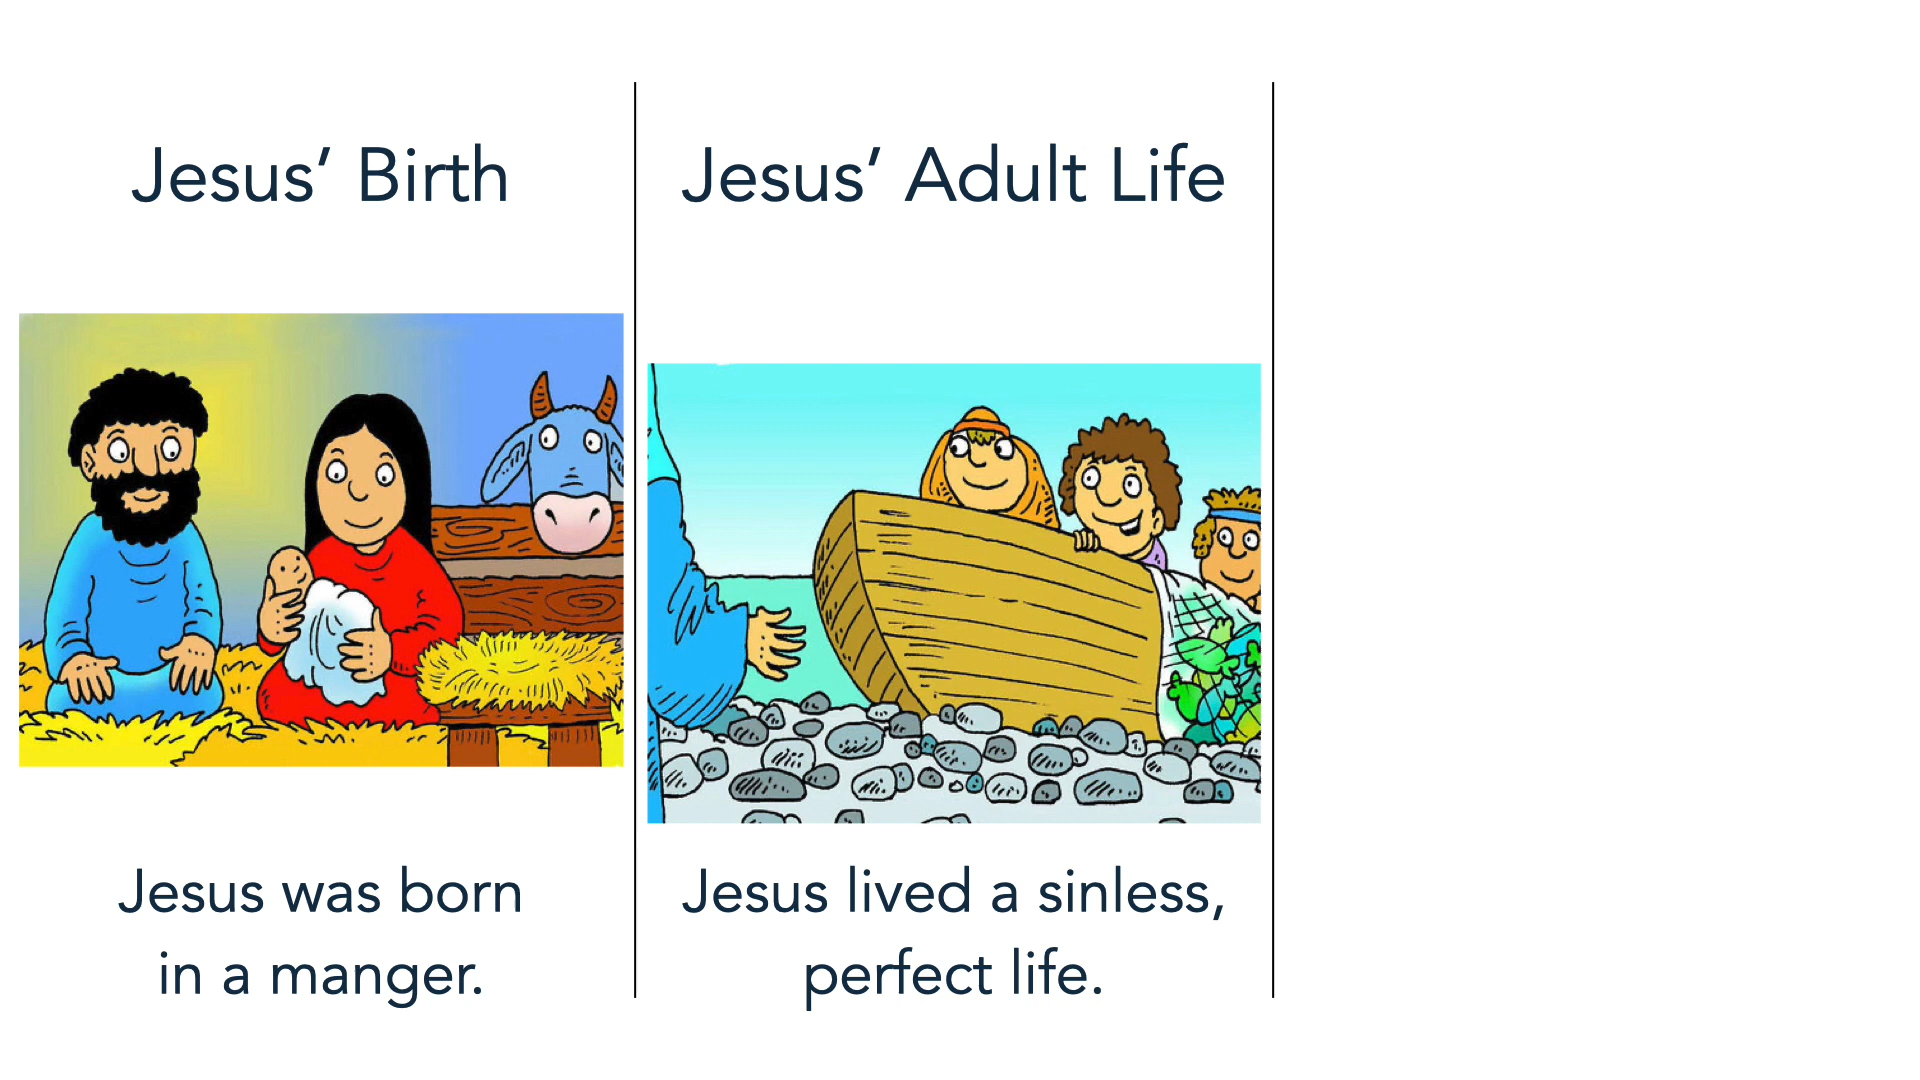 Jesus’ Birth
Jesus was born
in a manger.
Jesus’ Adult Life
Jesus lived a sinless,
perfect life.